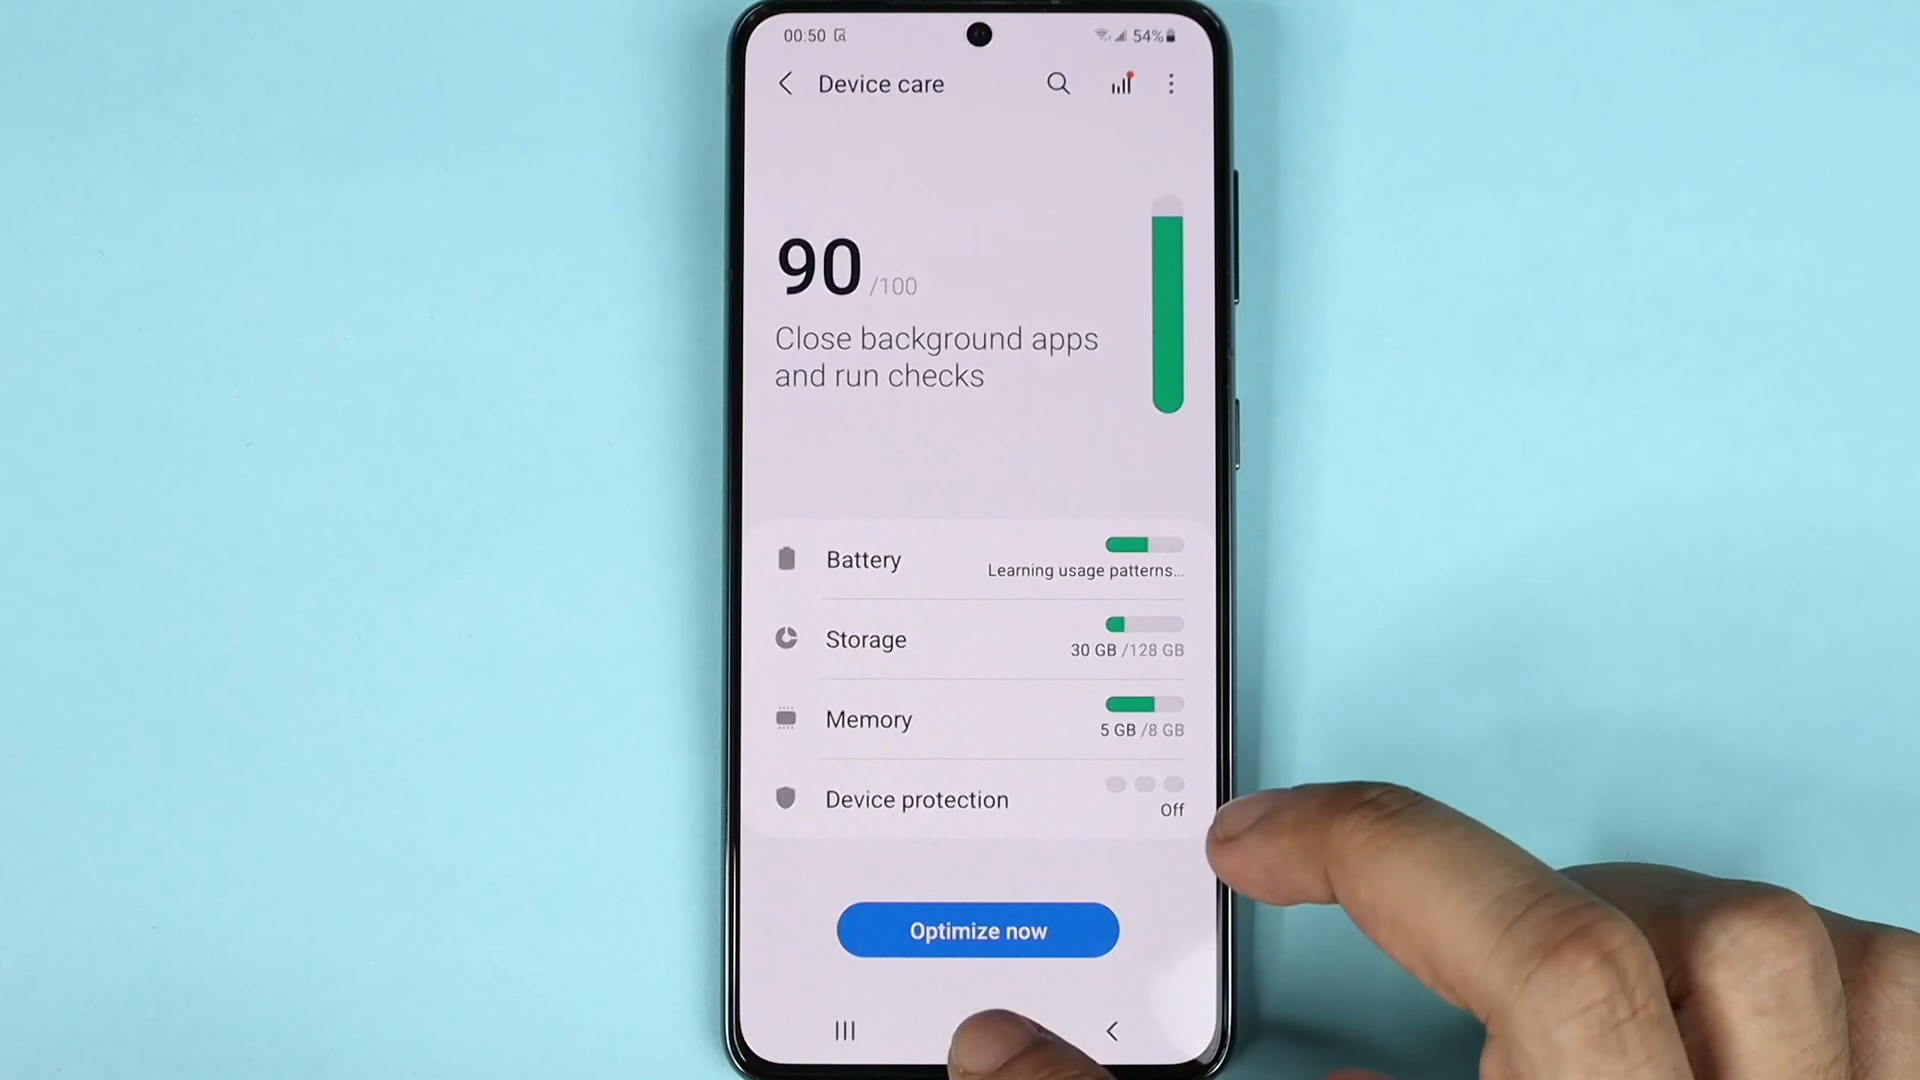 00:50 54%
Device care
90 /100
Close background apps
and run checks
Battery
Learning usage patterns...
Storage
30 GB /128 GB
Memory
5 GB /8 GB
Device protection
Off
Optimize now